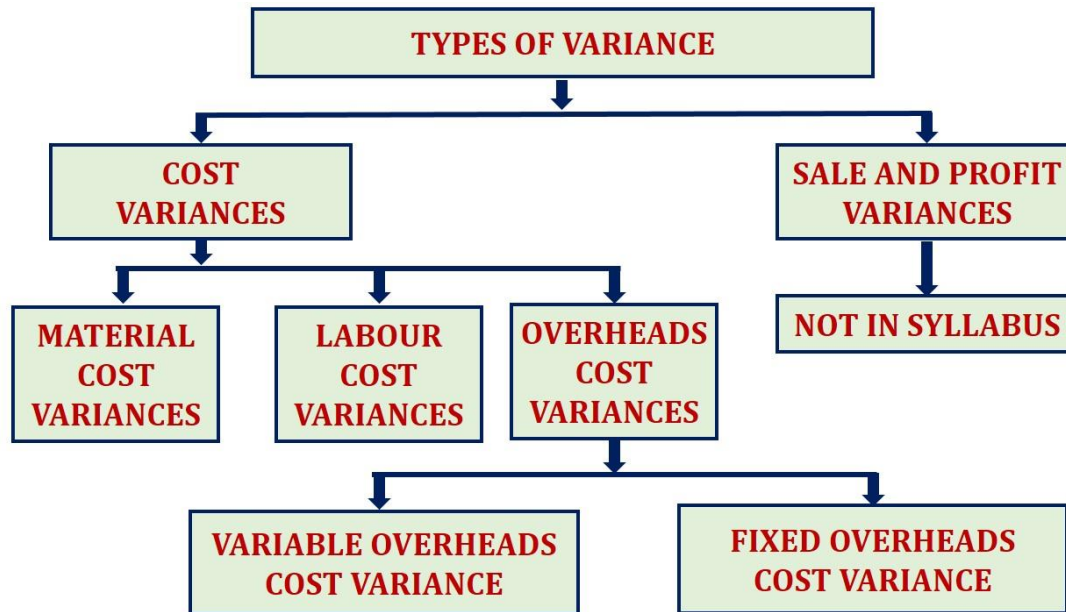 TYPES OF VARIANCE
COST
VARIANCES
SALE AND PROFIT
VARIANCES
MATERIAL
COST
VARIANCES
LABOUR
COST
VARIANCES
OVERHEADS
COST
VARIANCES
NOT IN SYLLABUS
VARIABLE OVERHEADS
COST VARIANCE
FIXED OVERHEADS
COST VARIANCE